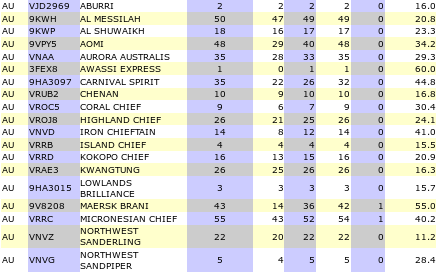 AU VJD2969 ABURRI 2 2 2 2 0 16.0
AU 9KWH AL MESSILAH 50 47 49 49 0 20.8
AU 9KWP AL SHUWAIKH 18 16 17 17 0 23.3
AU 9VPY5 AOMI 48 29 40 48 0 34.2
AU VNAA AURORA AUSTRALIS 35 28 33 35 0 29.3
AU 3FEX8 AWASSI EXPRESS 1 0 1 1 0 60.0
AU 9HA3097 CARNIVAL SPIRIT 35 22 26 32 0 44.8
AU VRUB2 CHENAN 10 9 10 9 0 16.8
AU VROC5 CORAL CHIEF 9 6 7 9 0 30.4
AU VROJ8 HIGHLAND CHIEF 26 21 25 26 0 24.1
AU VNVD IRON CHIEFTAIN 14 8 12 14 0 41.0
AU VRRB ISLAND CHIEF 4 4 4 4 0 15.5
AU VRRD KOKOPO CHIEF 16 13 15 16 0 20.9
AU VRAE3 KWANGTUNG 26 25 26 26 0 16.3
AU 9HA3015 LOWLANDS BRILLIANCE 3 3 3 3 0 15.7
AU 9V8208 MAERSK BRANI 43 14 36 42 1 55.0
AU VRRC MICRONESIAN CHIEF 55 43 52 54 1 40.2
AU VNVZ NORTHWEST SANDERLING 22 20 22 22 0 11.2
AU VNVG NORTHWEST SANDPIPER 5 4 5 5 0 28.4